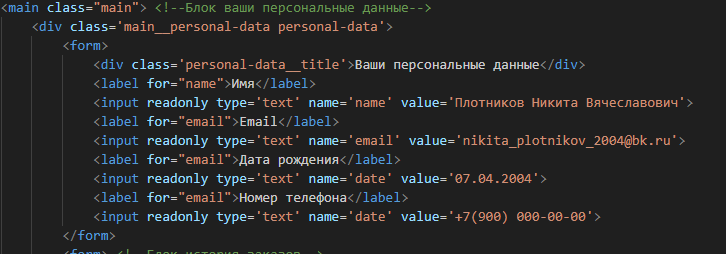 <main class="main"> <!--Блок ваши персональные данные-->
<div class='main__personal-data personal-data'>
<form>
<div class='personal-data__title'>Ваши персональные данные</div>
<label for="name">Имя</label>
<input readonly type='text' name='name' value='Плотников Никита Вячеславович'>
<label for="email">Email</label>
<input readonly type='text' name='email' value='nikita_plotnikov_2004@bk.ru'>
<label for="email">Дата рождения</label>
<input readonly type='text' name='date' value='07.04.2004'>
<label for="email">Номер телефона</label>
<input readonly type='text' name='date' value='+7(900) 000-00-00'>
</form>
<form> <!--Блок история заказов-->